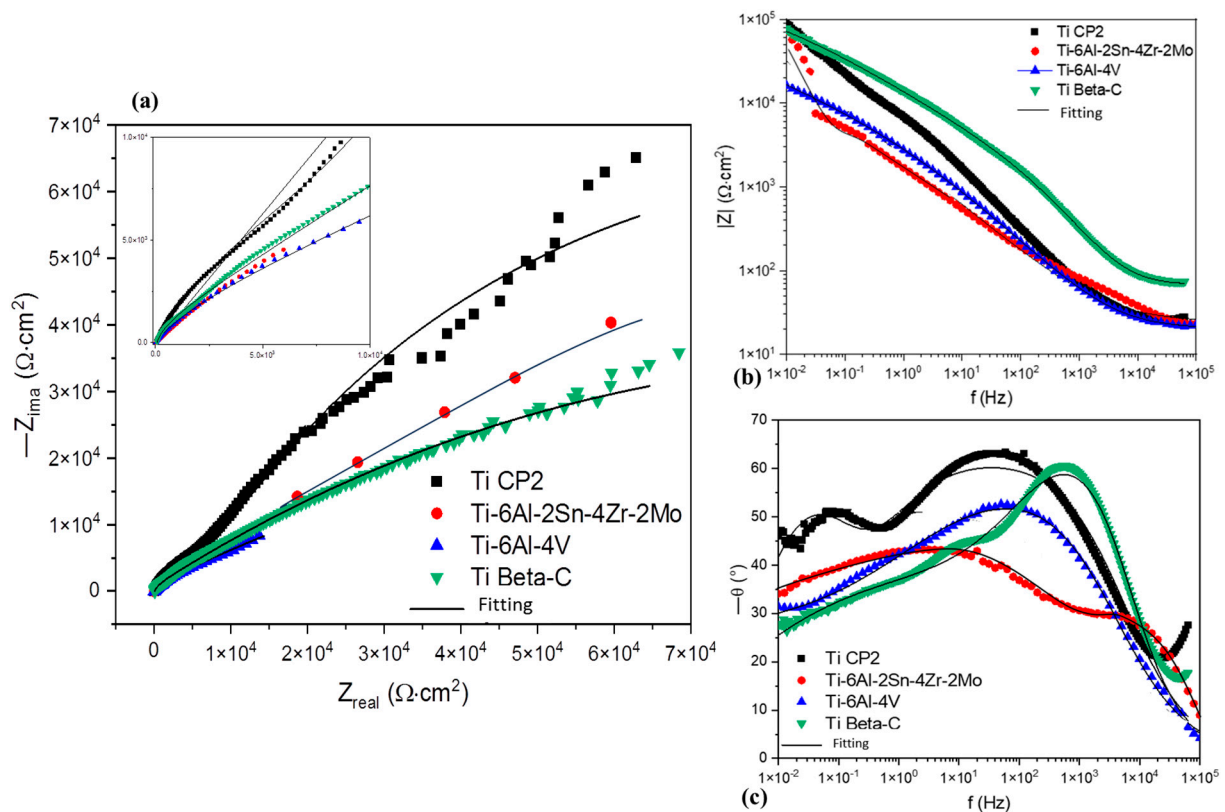 (a)
7×10⁴
6×10⁴
5×10⁴
4×10⁴
3×10⁴
2×10⁴
1×10⁴
0
—Z_ima (Ω·cm²)
1.0×10⁴
5.0×10³
0.0
0.0
5.0×10³
1.0×10⁴
Ti CP2
Ti-6Al-2Sn-4Zr-2Mo
Ti-6Al-4V
Ti Beta-C
Fitting
0 1×10⁴ 2×10⁴ 3×10⁴ 4×10⁴ 5×10⁴ 6×10⁴ 7×10⁴
Z_real (Ω·cm²)
1×10⁵
1×10⁴
1×10³
1×10²
1×10¹
|Z| (Ω·cm²)
Ti CP2
Ti-6Al-2Sn-4Zr-2Mo
Ti-6Al-4V
Ti Beta-C
Fitting
1×10⁻² 1×10⁻¹ 1×10⁰ 1×10¹ 1×10² 1×10³ 1×10⁴ 1×10⁵
(b)
f (Hz)
70
60
50
40
30
20
10
0
—θ (°)
Ti CP2
Ti-6Al-2Sn-4Zr-2Mo
Ti-6Al-4V
Ti Beta-C
Fitting
1×10⁻² 1×10⁻¹ 1×10⁰ 1×10¹ 1×10² 1×10³ 1×10⁴ 1×10⁵
(c)
f (Hz)